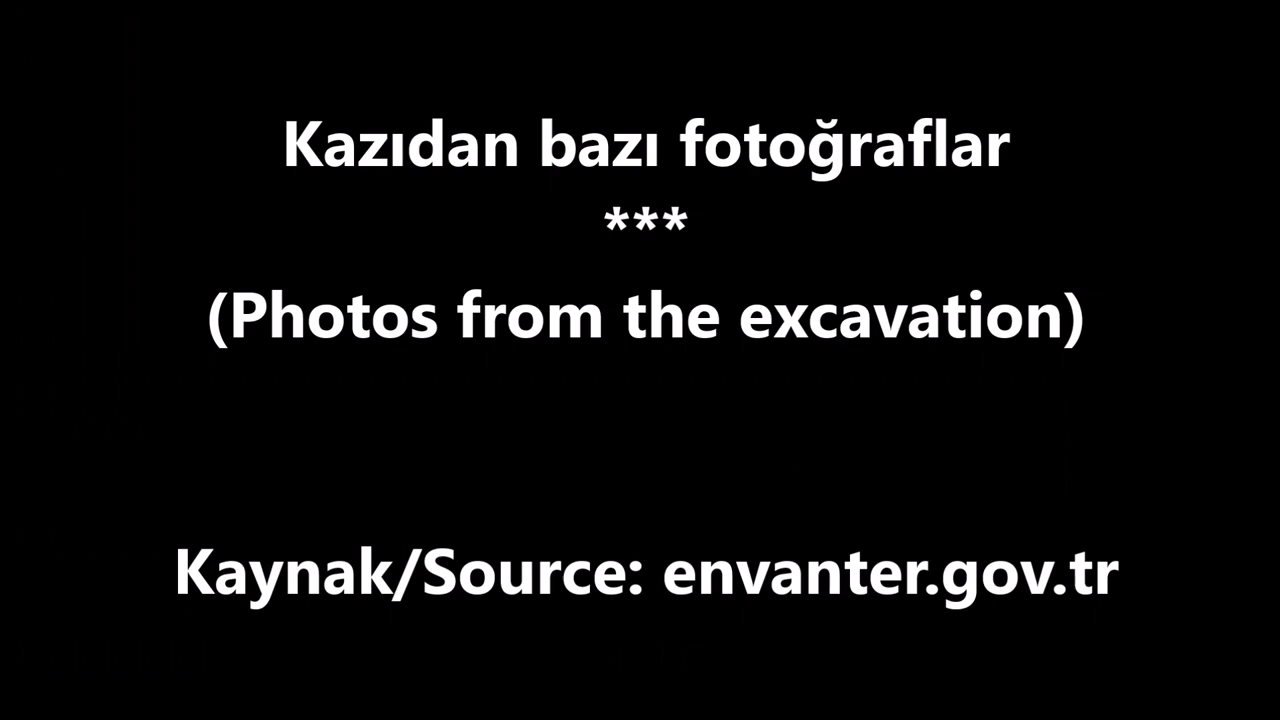 Kazıdan bazı fotoğraflar
***
(Photos from the excavation)
Kaynak/Source: envanter.gov.tr